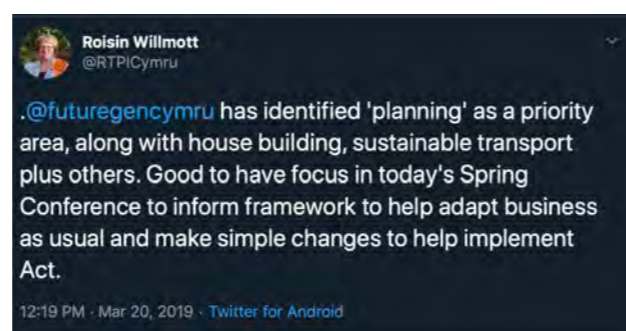 Roisin Willmott
@RTPICymru
.@futuregencymru has identified 'planning' as a priority
area, along with house building, sustainable transport
plus others. Good to have focus in today's Spring
Conference to inform framework to help adapt business
as usual and make simple changes to help implement
Act.
12:19 PM · Mar 20, 2019 · Twitter for Android